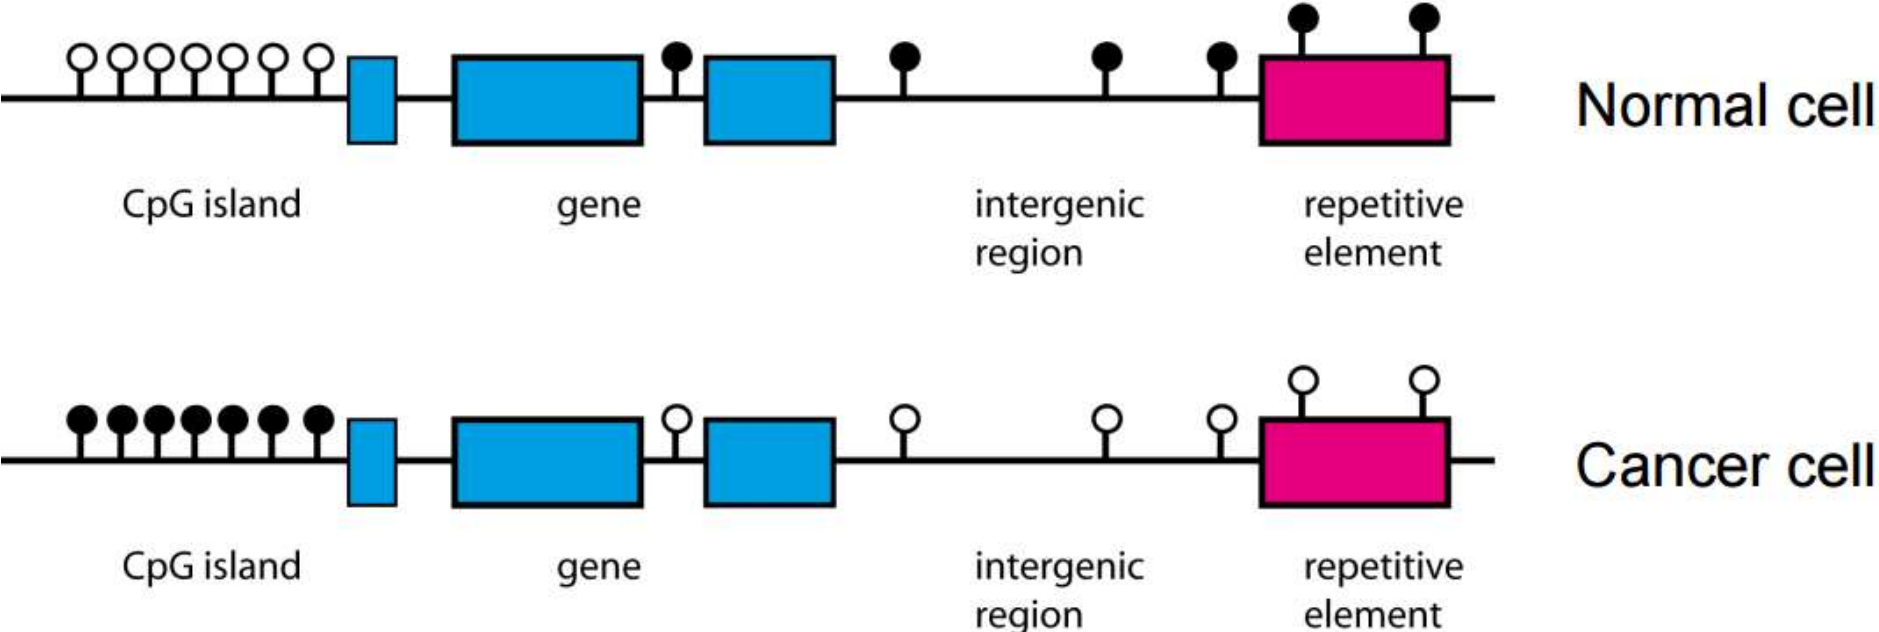 Normal cell
CpG island
gene
intergenic
region
repetitive
element
Cancer cell
CpG island
gene
intergenic
region
repetitive
element